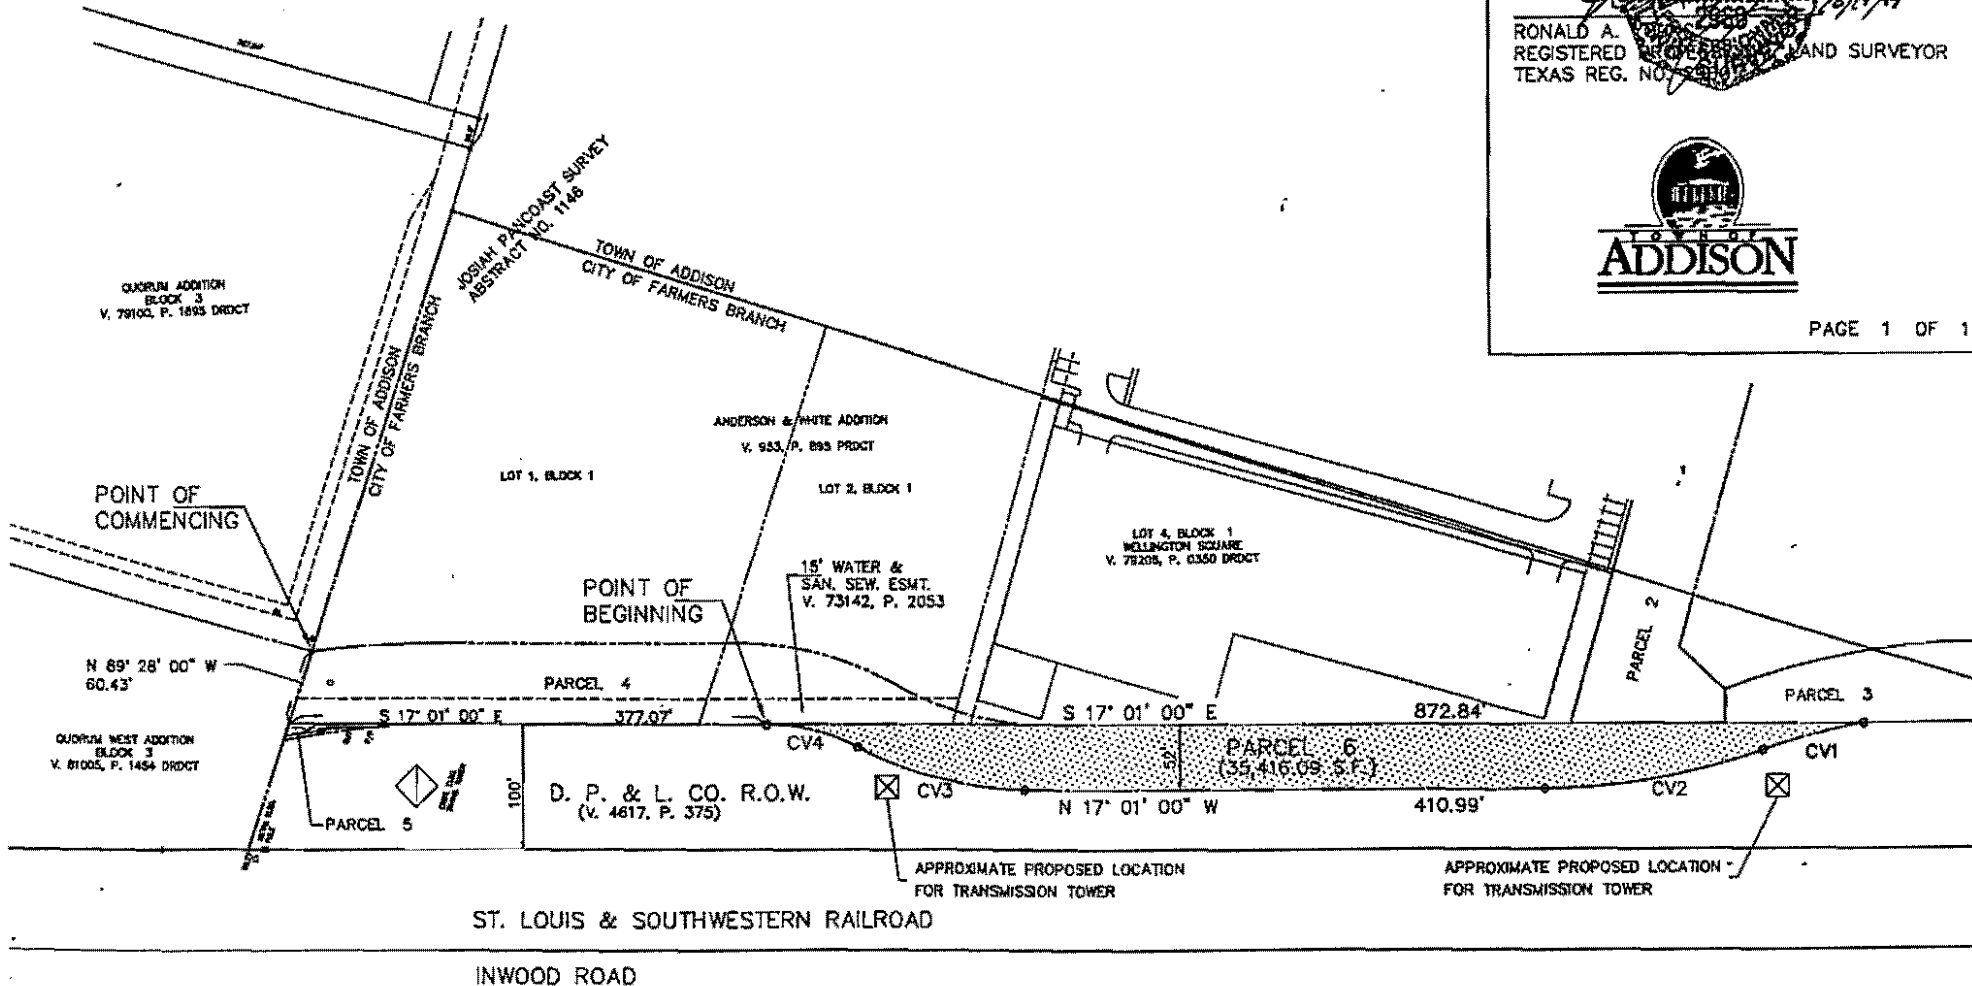 RONALD A.
REGISTERED LAND SURVEYOR
TEXAS REG. NO.
TOWN OF
ADDISON
PAGE 1 OF 1
JOSIAH PANCOAST SURVEY
ABSTRACT NO. 1146
TOWN OF ADDISON
CITY OF FARMERS BRANCH
QUORUM ADDITION
BLOCK 3
V. 79100, P. 1895 DRDCT
TOWN OF ADDISON
CITY OF FARMERS BRANCH
ANDERSON & WHITE ADDITION
V. 953, P. 895 PRDCT
LOT 1, BLOCK 1
LOT 2, BLOCK 1
POINT OF
COMMENCING
LOT 4, BLOCK 1
WELLINGTON SQUARE
V. 79205, P. 0350 DRDCT
15' WATER &
SAN. SEW. ESMT.
V. 73142, P. 2053
POINT OF
BEGINNING
PARCEL 2
N 89° 28' 00" W
60.43'
PARCEL 4
PARCEL 3
S 17° 01' 00" E
377.07'
S 17° 01' 00" E
872.84'
QUORUM WEST ADDITION
BLOCK 3
V. 81005, P. 1454 DRDCT
CV4
PARCEL 6
(35,416.09 S.F.)
52'
CV1
100'
D. P. & L. CO. R.O.W.
(V. 4617, P. 375)
CV3
CV2
N 17° 01' 00" W
410.99'
PARCEL 5
APPROXIMATE PROPOSED LOCATION
FOR TRANSMISSION TOWER
APPROXIMATE PROPOSED LOCATION
FOR TRANSMISSION TOWER
ST. LOUIS & SOUTHWESTERN RAILROAD
INWOOD ROAD